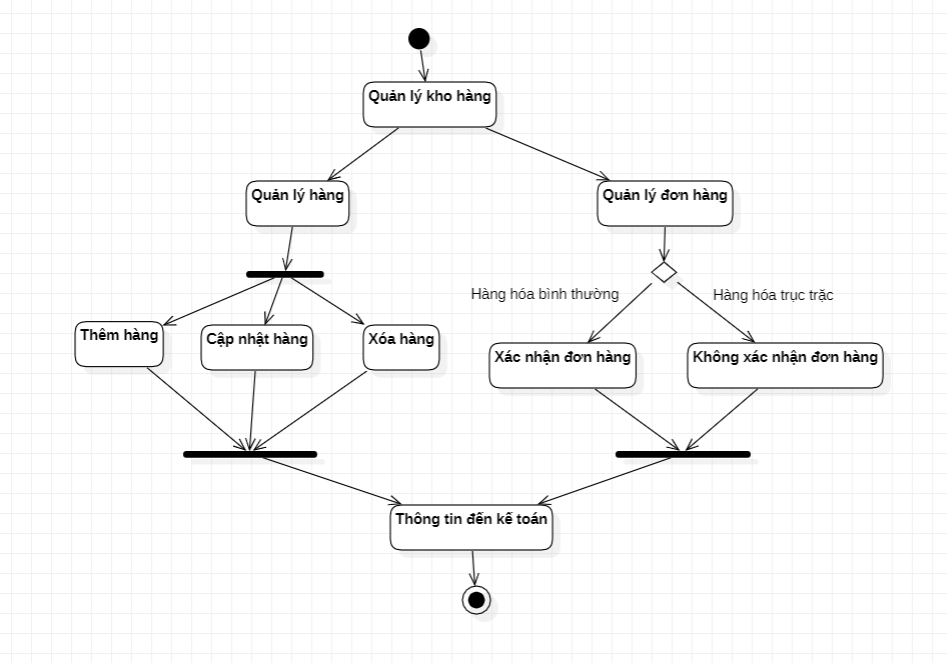 Quản lý kho hàng
Quản lý hàng
Quản lý đơn hàng
Hàng hóa bình thường
Hàng hóa trục trặc
Thêm hàng
Cập nhật hàng
Xóa hàng
Xác nhận đơn hàng
Không xác nhận đơn hàng
Thông tin đến kế toán